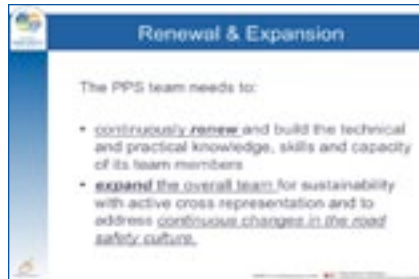 Renewal & Expansion
The PPS team needs to:
• continuously renew and build the technical
and practical knowledge, skills and capacity
of its team members
• expand the overall team for sustainability
with active cross representation and to
address continuous changes in the road
safety culture.